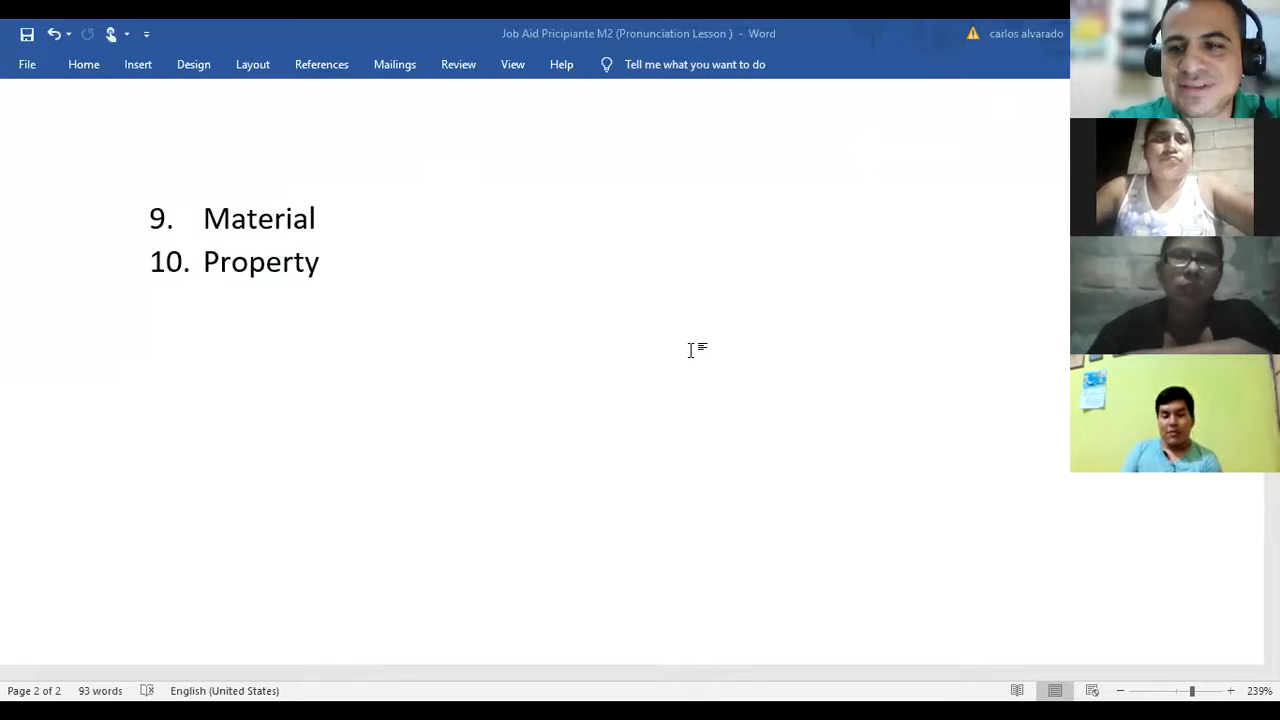 Job Aid Pricipiante M2 (Pronunciation Lesson ) - Word
carlos alvarado
File Home Insert Design Layout References Mailings Review View Help Tell me what you want to do
9. Material
10. Property
Page 2 of 2 93 words English (United States) 239%